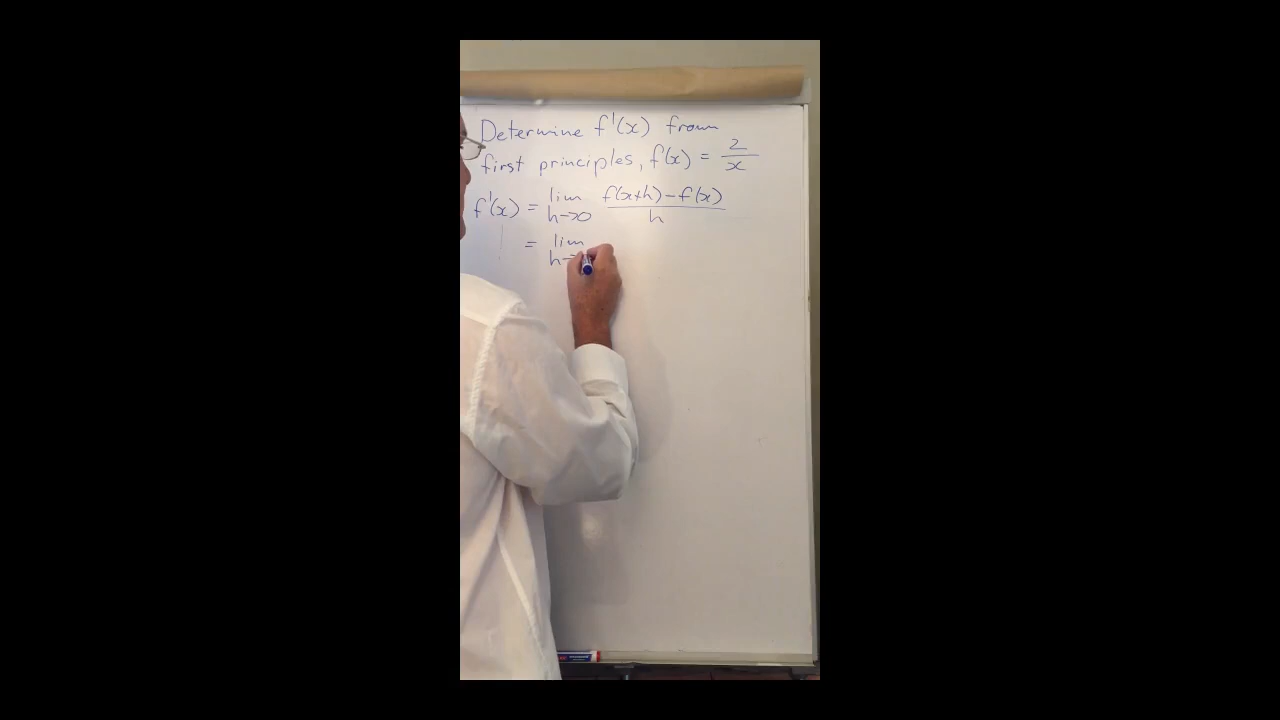 Determine f'(x) from
first principles, f(x) = 2/x
f'(x) = lim h→0 f(x+h) - f(x) / h
= lim h→